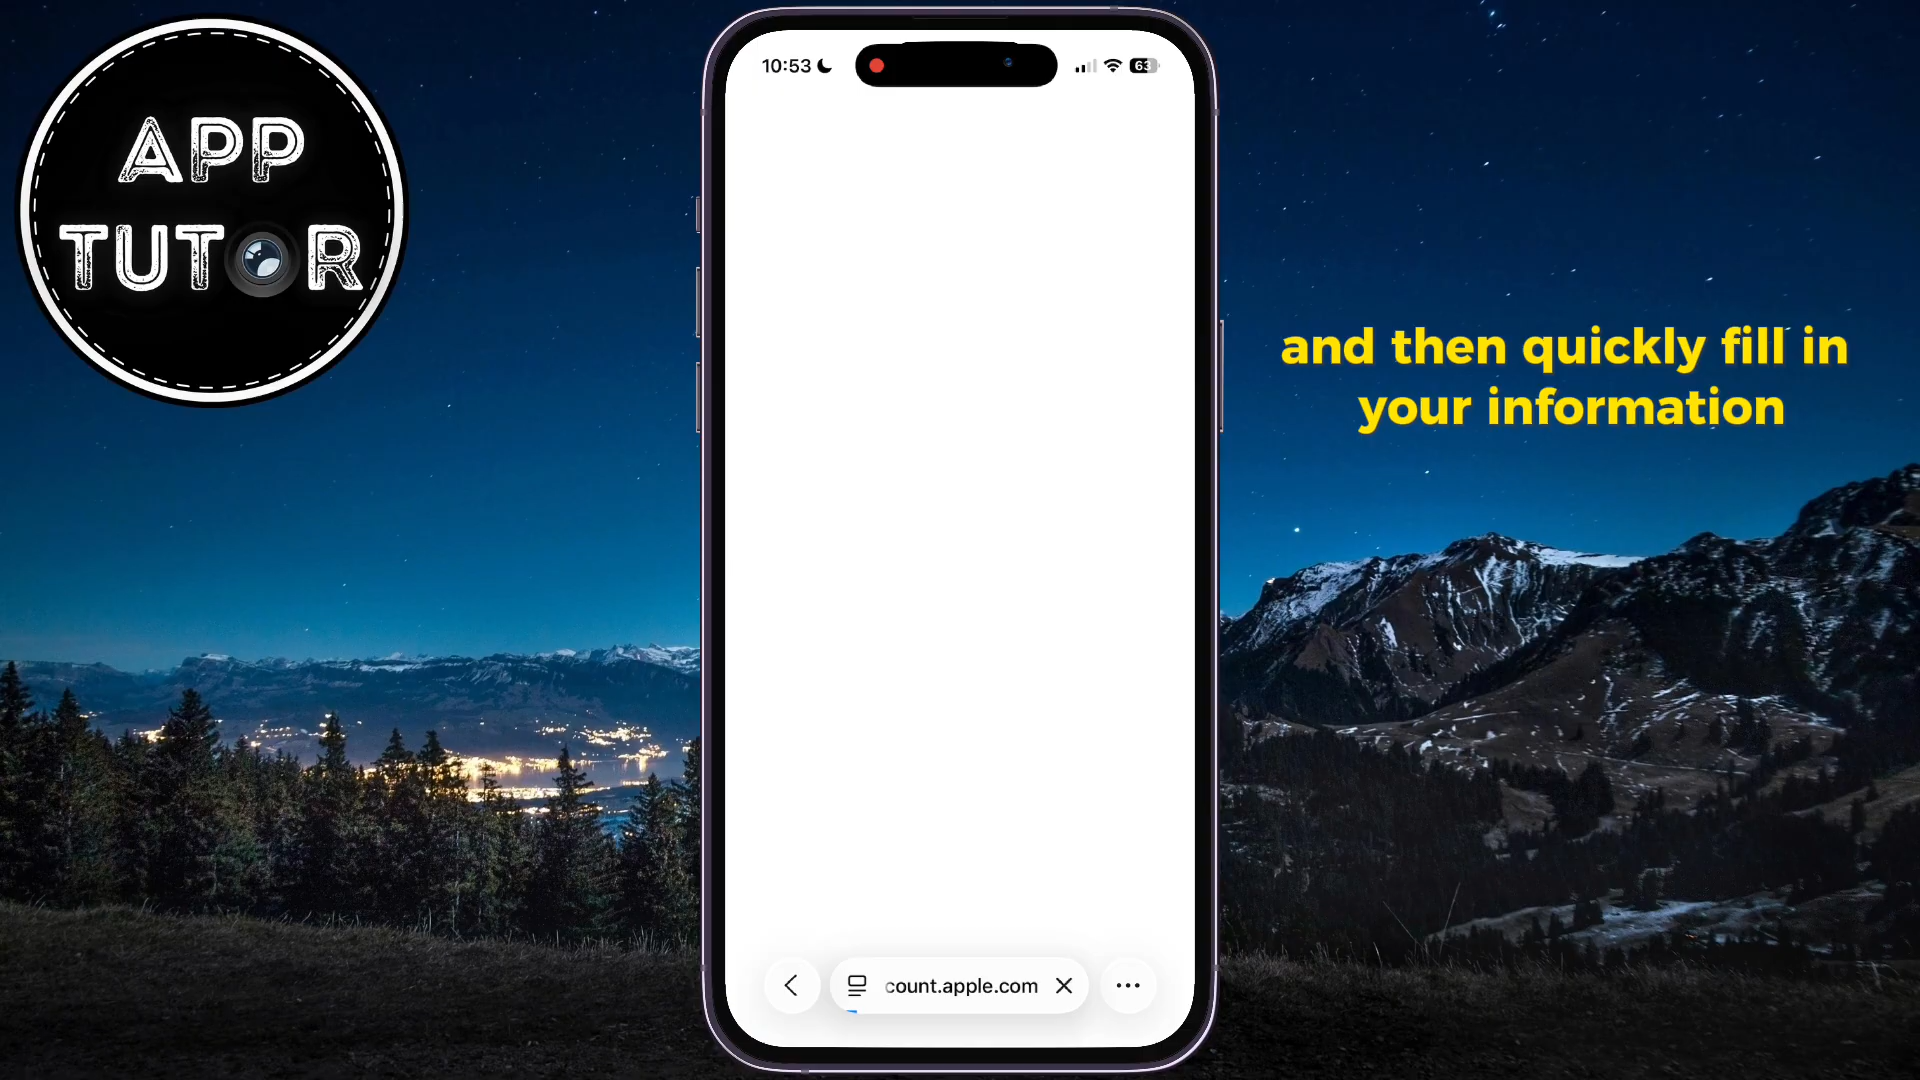 APP
TUTOR
10:53
63
and then quickly fill in
your information
count.apple.com